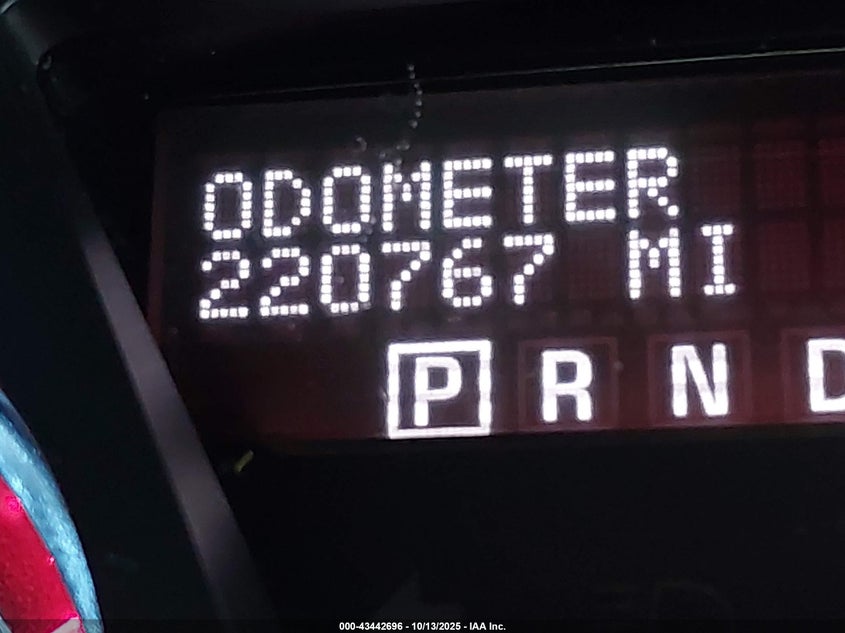 ODOMETER
220767 MI
P R N D
000-43442696 - 10/13/2025 - IAA Inc.